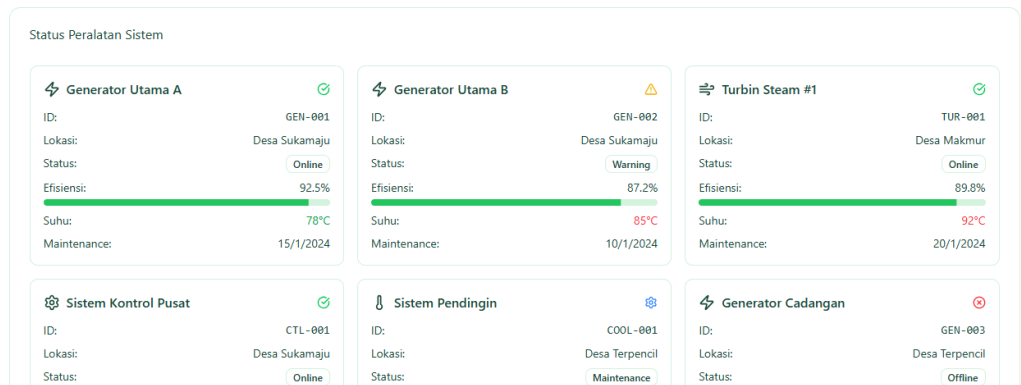 Status Peralatan Sistem
Generator Utama A
ID: GEN-001
Lokasi: Desa Sukamaju
Status: Online
Efisiensi: 92.5%
Suhu: 78°C
Maintenance: 15/1/2024
Generator Utama B
ID: GEN-002
Lokasi: Desa Sukamaju
Status: Warning
Efisiensi: 87.2%
Suhu: 85°C
Maintenance: 10/1/2024
Turbin Steam #1
ID: TUR-001
Lokasi: Desa Makmur
Status: Online
Efisiensi: 89.8%
Suhu: 92°C
Maintenance: 20/1/2024
Sistem Kontrol Pusat
ID: CTL-001
Lokasi: Desa Sukamaju
Status: Online
Sistem Pendingin
ID: COOL-001
Lokasi: Desa Terpencil
Status: Maintenance
Generator Cadangan
ID: GEN-003
Lokasi: Desa Terpencil
Status: Offline